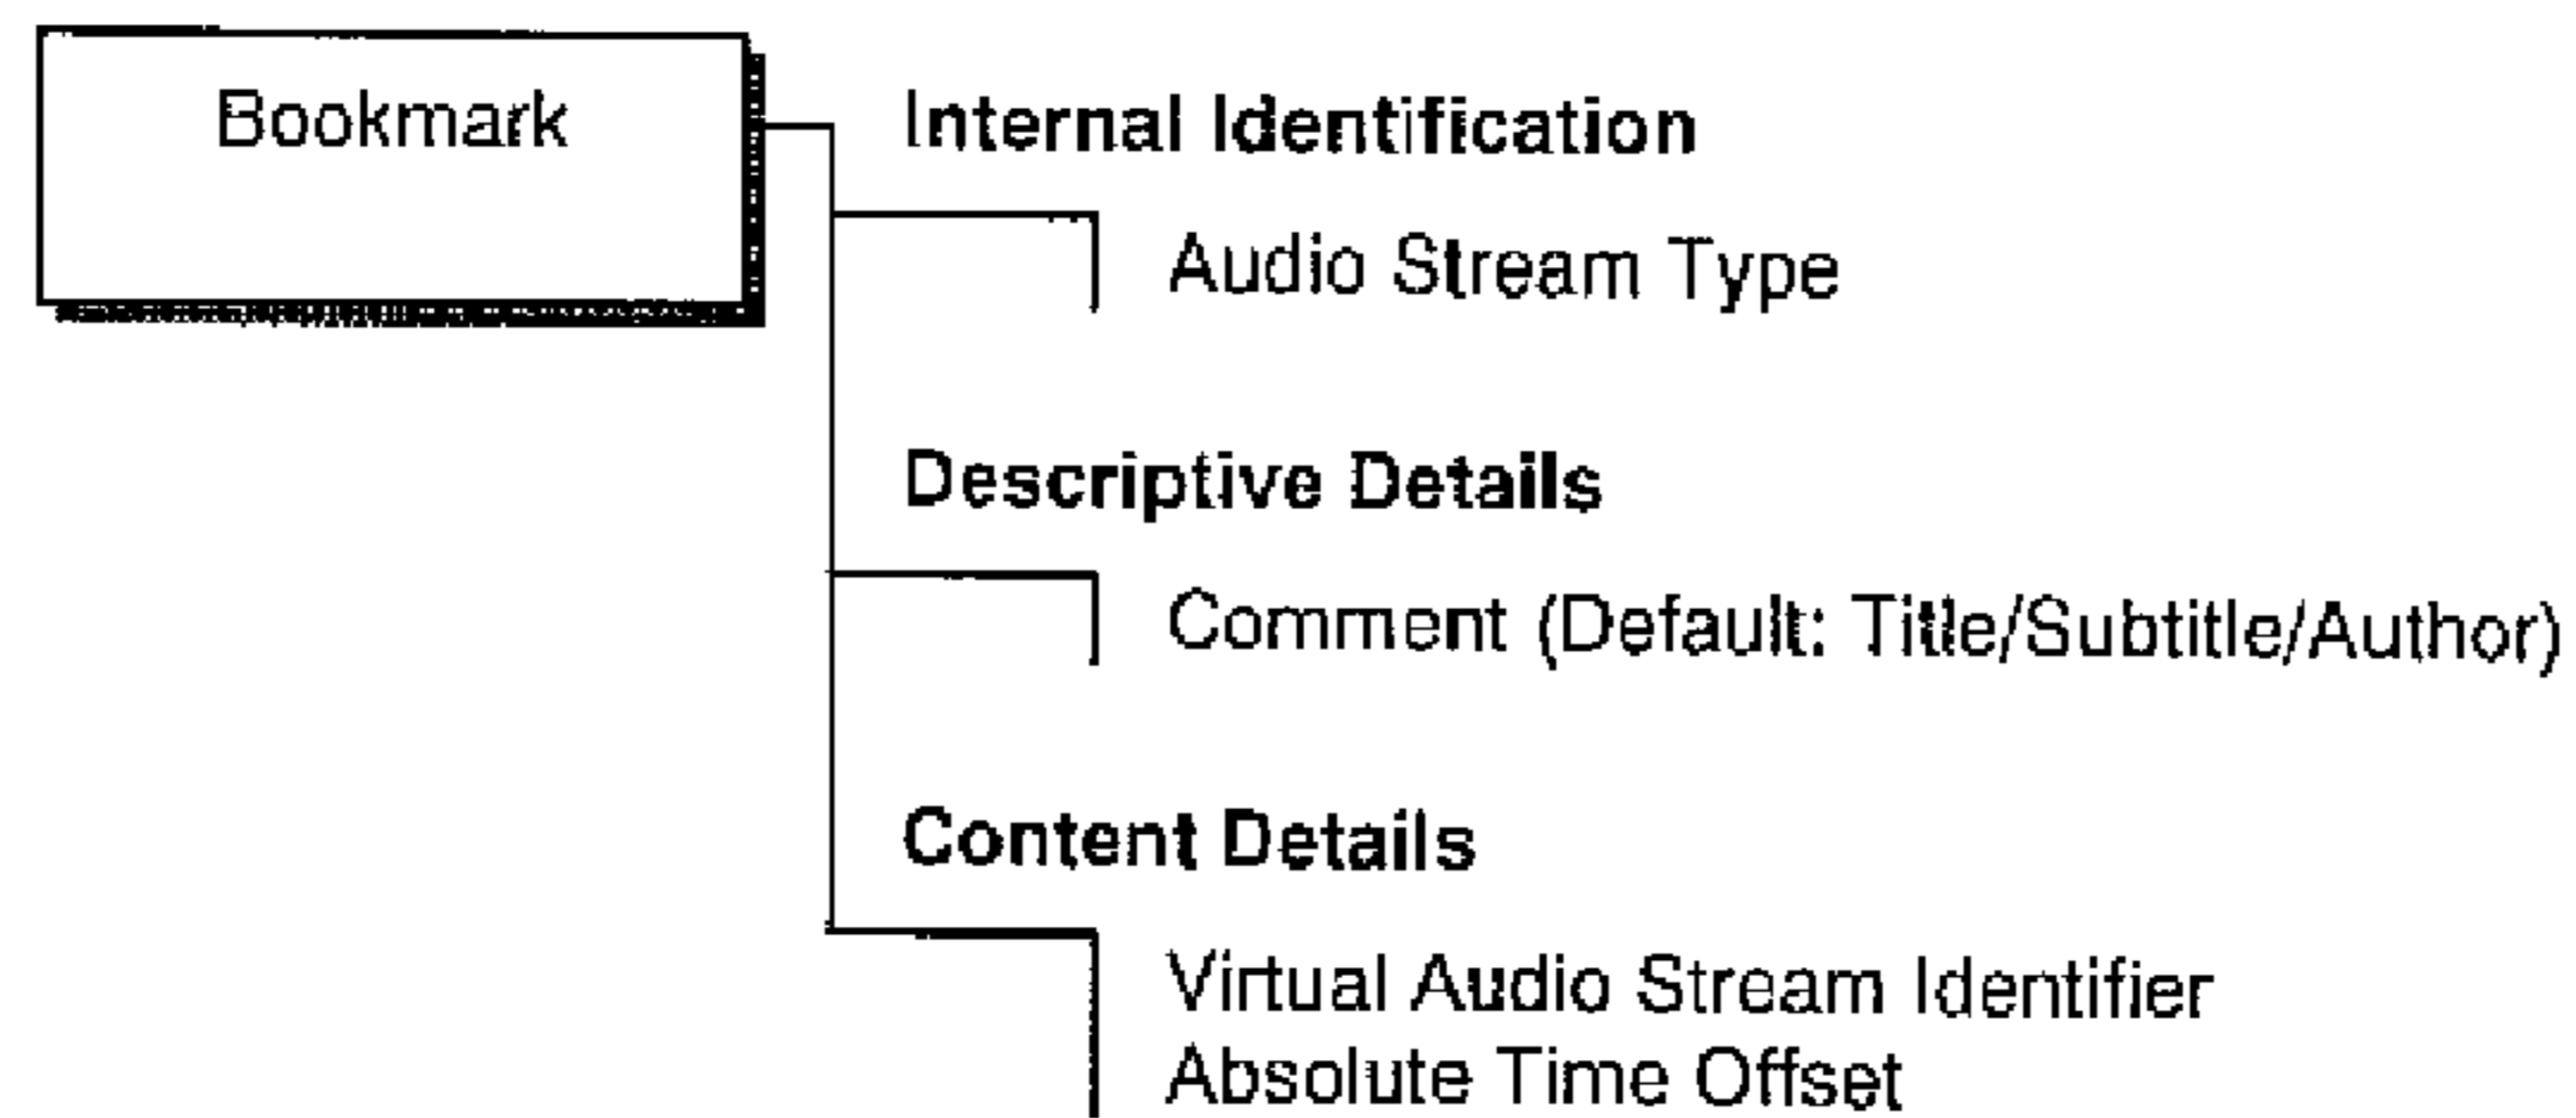 Bookmark
Internal Identification
Audio Stream Type
Descriptive Details
Comment (Default: Title/Subtitle/Author)
Content Details
Virtual Audio Stream Identifier
Absolute Time Offset